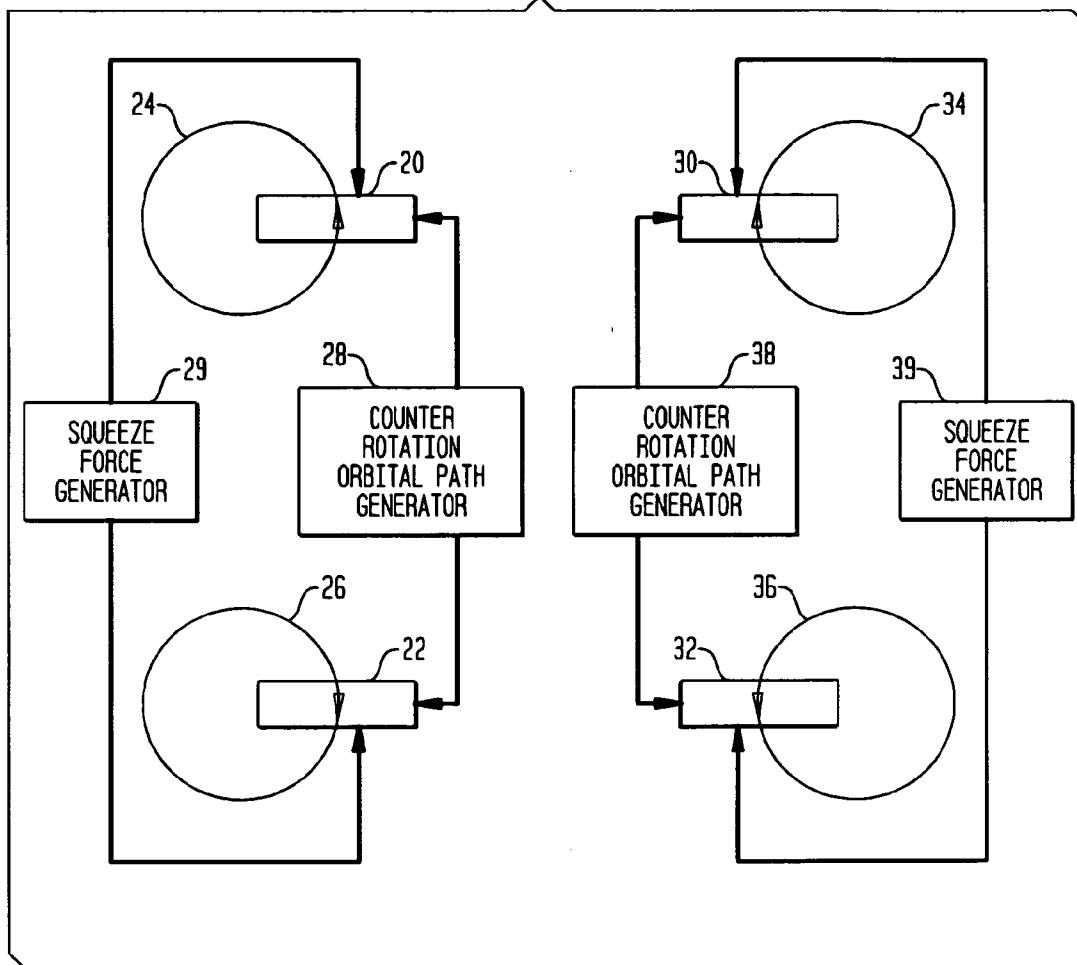 24
20
30
34
29
SQUEEZE
FORCE
GENERATOR
28
COUNTER
ROTATION
ORBITAL PATH
GENERATOR
38
COUNTER
ROTATION
ORBITAL PATH
GENERATOR
39
SQUEEZE
FORCE
GENERATOR
26
22
32
36